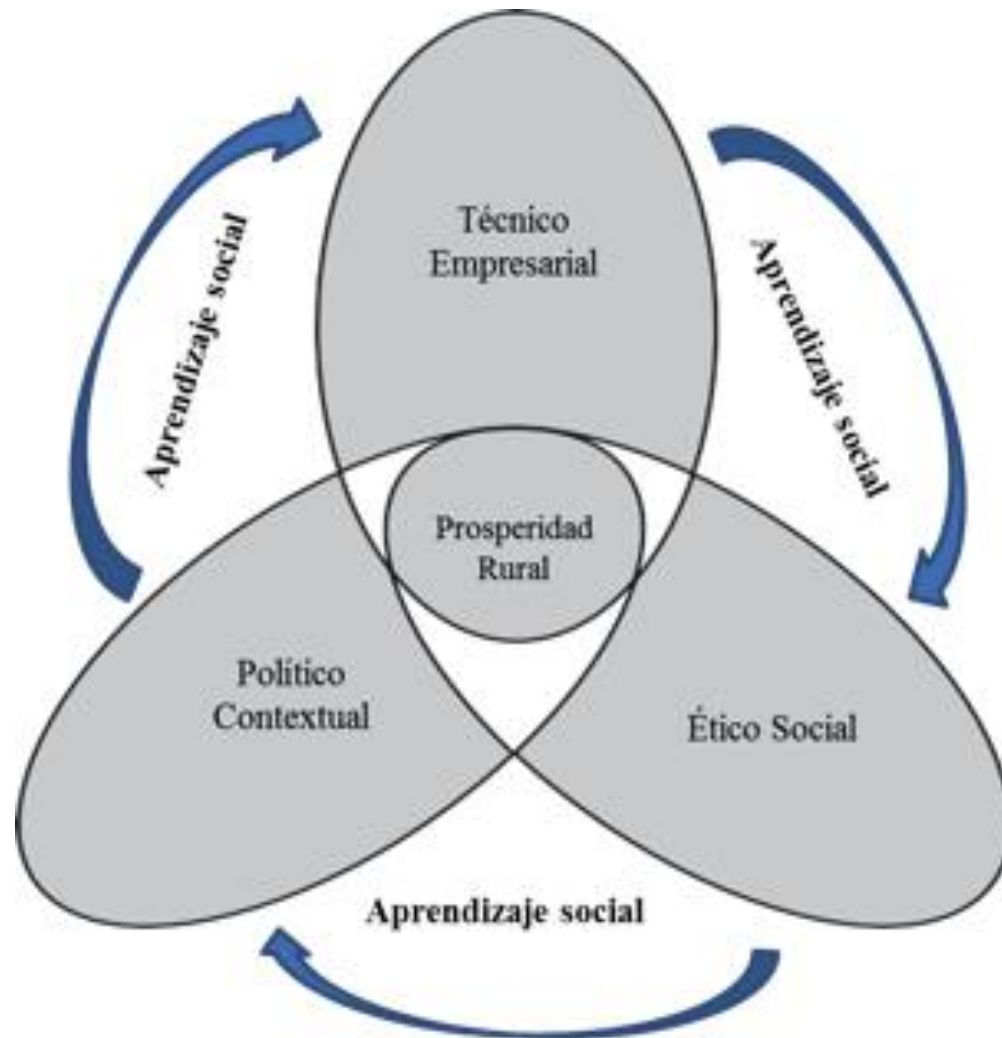 Técnico
Empresarial
Aprendizaje social
Aprendizaje social
Prosperidad
Rural
Político
Contextual
Ético Social
Aprendizaje social